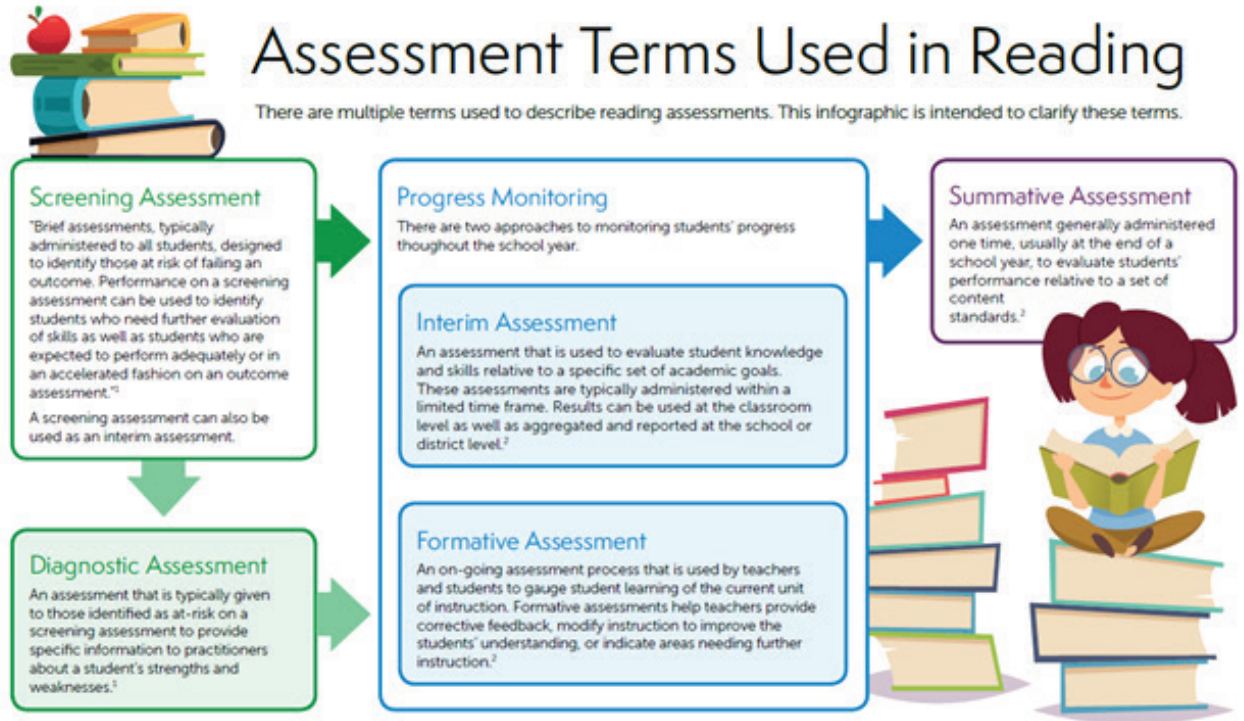 Assessment Terms Used in Reading
There are multiple terms used to describe reading assessments. This infographic is intended to clarify these terms.
Screening Assessment
"Brief assessments, typically
administered to all students, designed
to identify those at risk of failing an
outcome. Performance on a screening
assessment can be used to identify
students who need further evaluation
of skills as well as students who are
expected to perform adequately or in
an accelerated fashion on an outcome
assessment."¹
A screening assessment can also be
used as an interim assessment.
Diagnostic Assessment
An assessment that is typically given
to those identified as at-risk on a
screening assessment to provide
specific information to practitioners
about a student's strengths and
weaknesses.¹
Progress Monitoring
There are two approaches to monitoring students' progress
thoughout the school year.
Interim Assessment
An assessment that is used to evaluate student knowledge
and skills relative to a specific set of academic goals.
These assessments are typically administered within a
limited time frame. Results can be used at the classroom
level as well as aggregated and reported at the school or
district level.²
Formative Assessment
An on-going assessment process that is used by teachers
and students to gauge student learning of the current unit
of instruction. Formative assessments help teachers provide
corrective feedback, modify instruction to improve the
students' understanding, or indicate areas needing further
instruction.²
Summative Assessment
An assessment generally administered
one time, usually at the end of a
school year, to evaluate students'
performance relative to a set of
content
standards.²